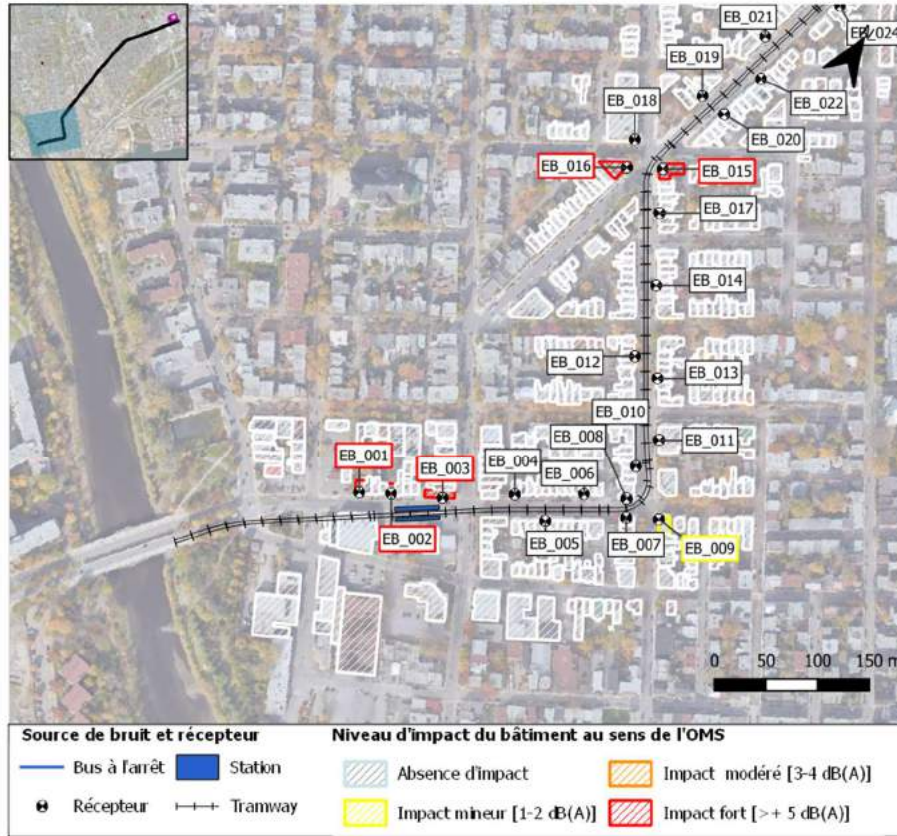 EB_021
EB_024
EB_019
EB_018
EB_022
EB_020
EB_016
EB_015
EB_017
EB_014
EB_012
EB_013
EB_010
EB_008
EB_011
EB_001
EB_003
EB_004
EB_006
EB_002
EB_005
EB_007
EB_009
0 50 100 150 m
Source de bruit et récepteur
Niveau d'impact du bâtiment au sens de l'OMS
Bus à l'arrêt Station
Absence d'impact
Impact modéré [3-4 dB(A)]
Récepteur Tramway
Impact mineur [1-2 dB(A)]
Impact fort [>+ 5 dB(A)]